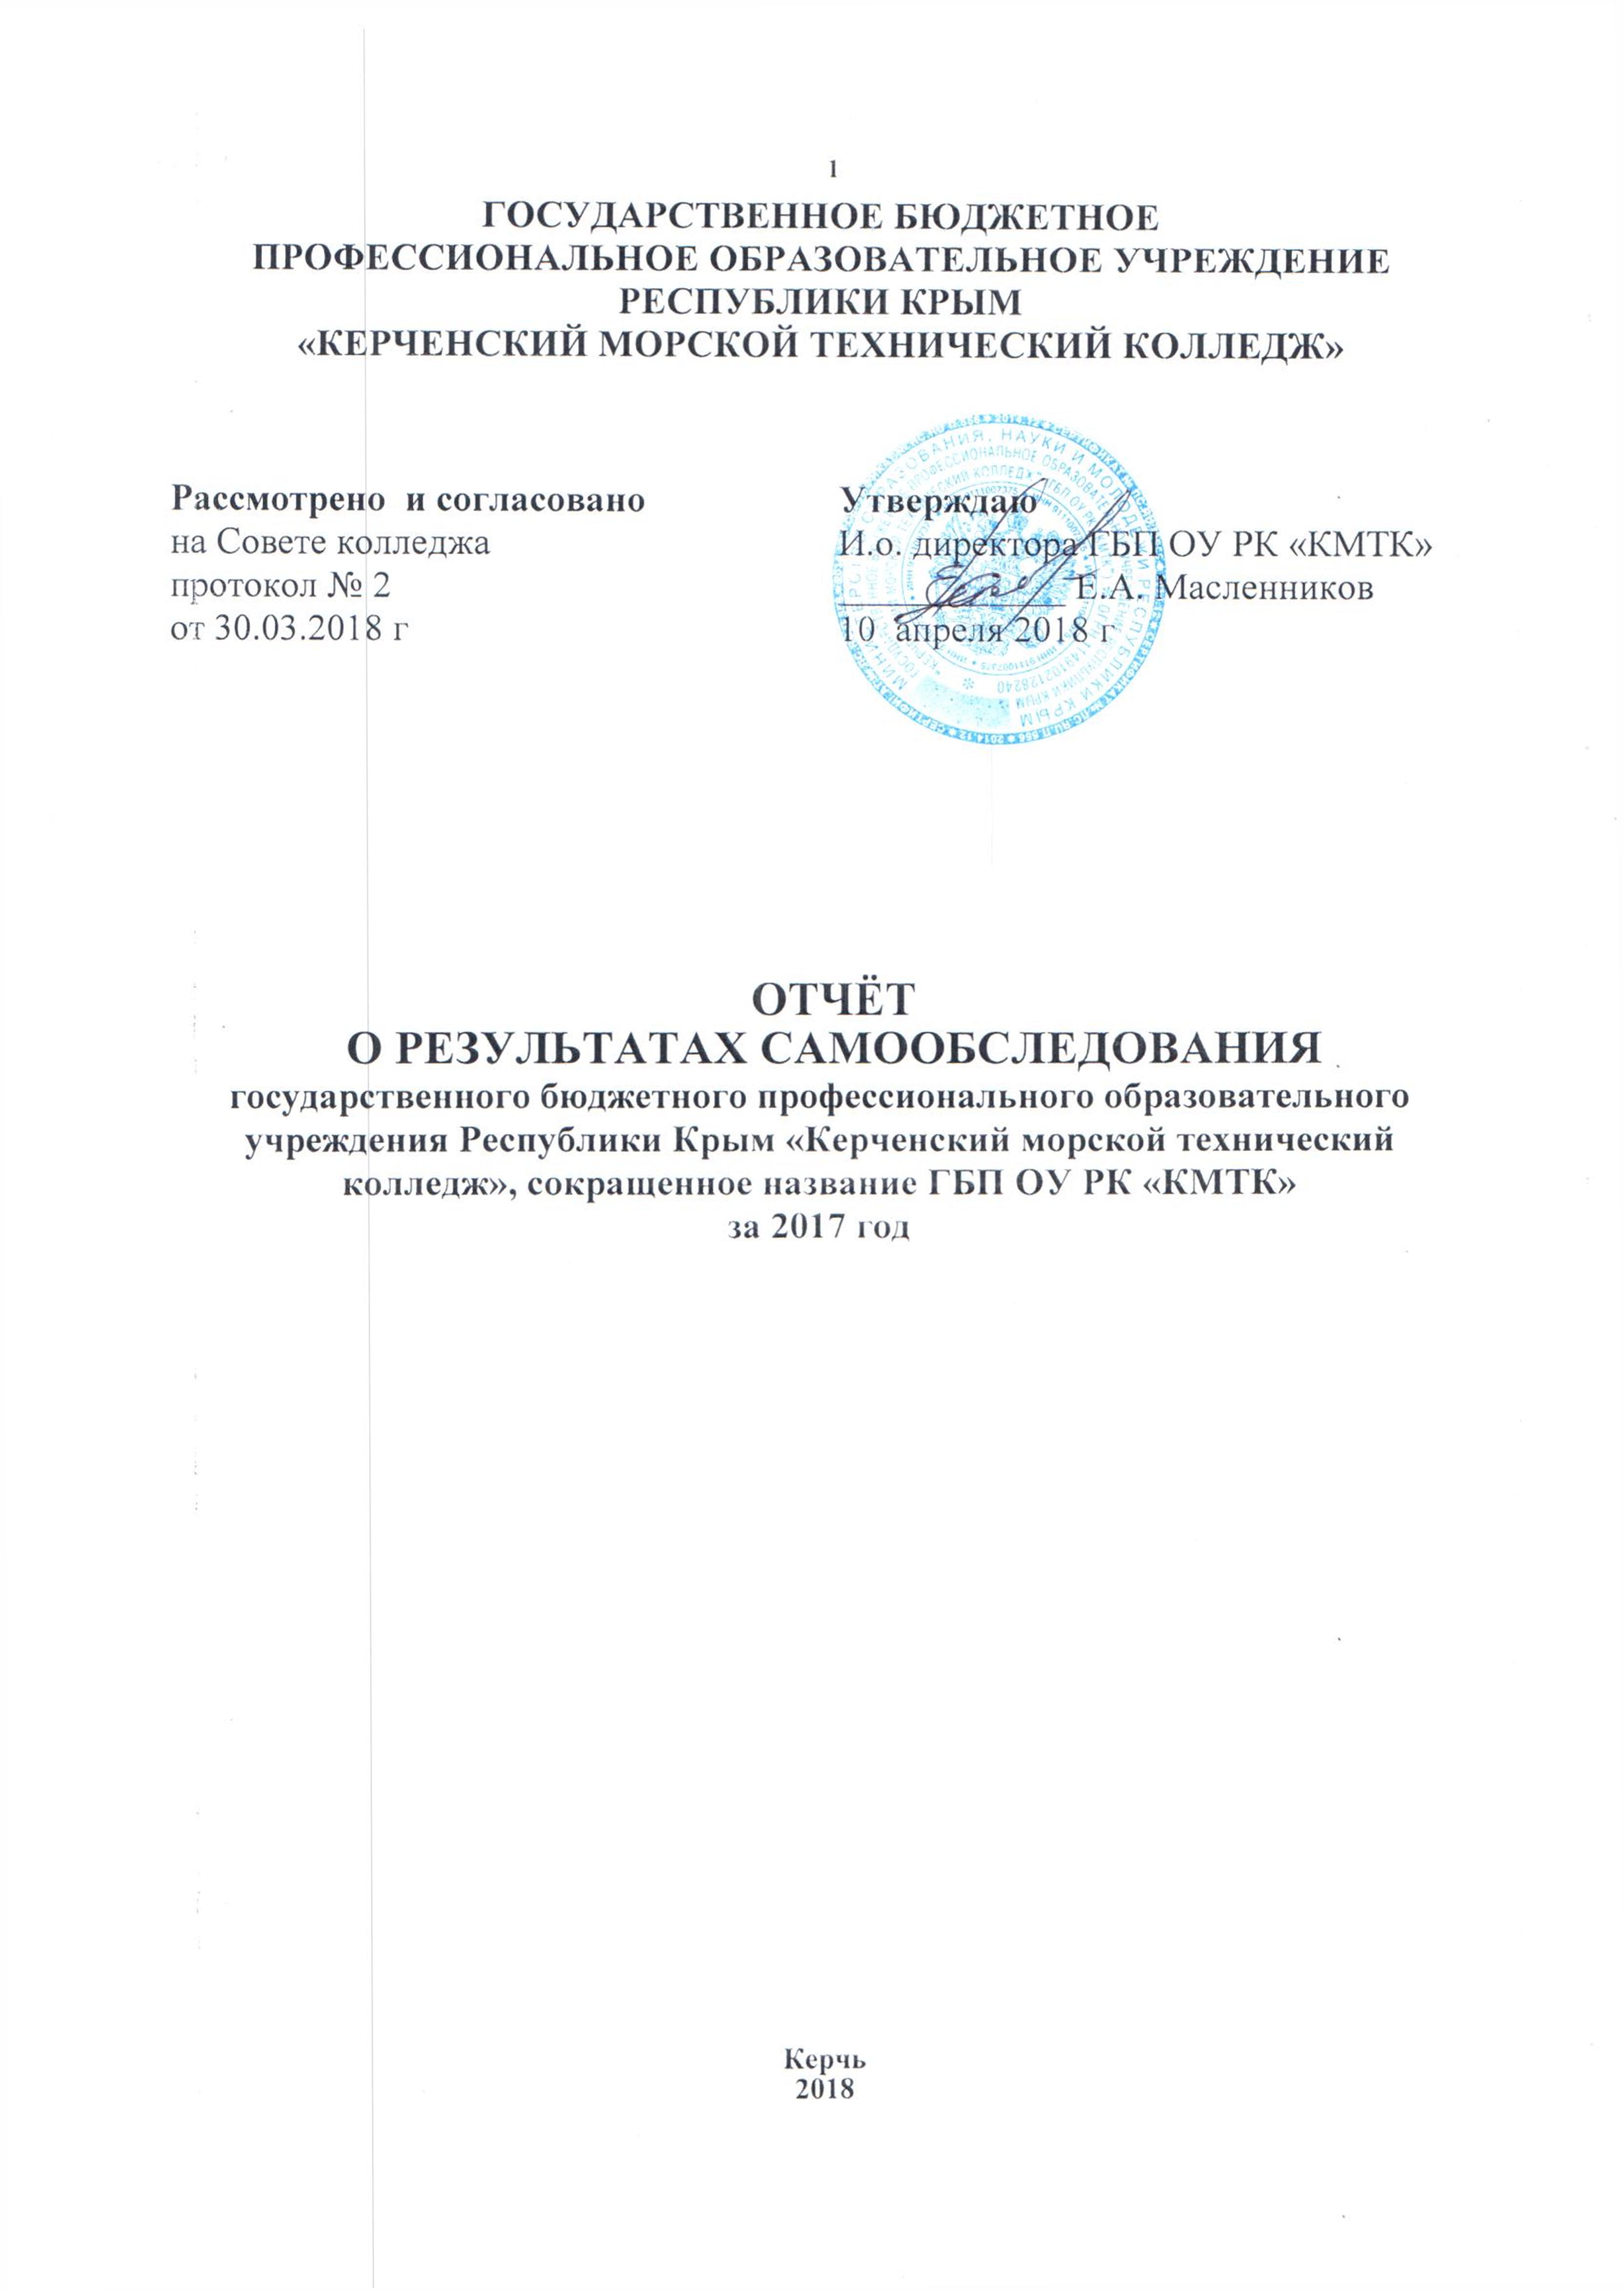 1
ГОСУДАРСТВЕННОЕ БЮДЖЕТНОЕ
ПРОФЕССИОНАЛЬНОЕ ОБРАЗОВАТЕЛЬНОЕ УЧРЕЖДЕНИЕ
РЕСПУБЛИКИ КРЫМ
«КЕРЧЕНСКИЙ МОРСКОЙ ТЕХНИЧЕСКИЙ КОЛЛЕДЖ»
Рассмотрено и согласовано
на Совете колледжа
протокол № 2
от 30.03.2018 г
Утверждаю
И.о. директора ГБП ОУ РК «КМТК»
Е.А. Масленников
10 апреля 2018 г
ОТЧЁТ
О РЕЗУЛЬТАТАХ САМООБСЛЕДОВАНИЯ
государственного бюджетного профессионального образовательного
учреждения Республики Крым «Керченский морской технический
колледж», сокращенное название ГБП ОУ РК «КМТК»
за 2017 год
Керчь
2018